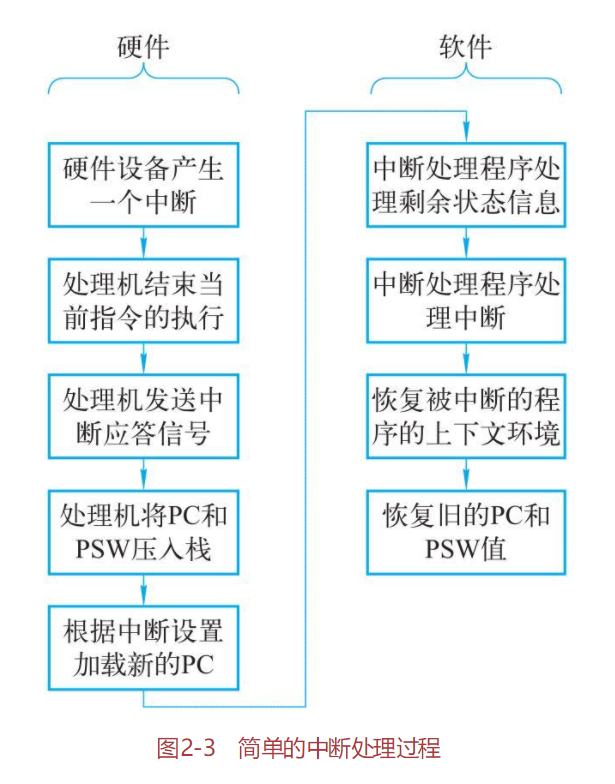 硬件
硬件设备产生
一个中断
处理机结束当
前指令的执行
处理机发送中
断应答信号
处理机将PC和
PSW压入栈
根据中断设置
加载新的PC
软件
中断处理程序处
理剩余状态信息
中断处理程序处
理中断
恢复被中断的程
序的上下文环境
恢复旧的PC和
PSW值
图2-3 简单的中断处理过程